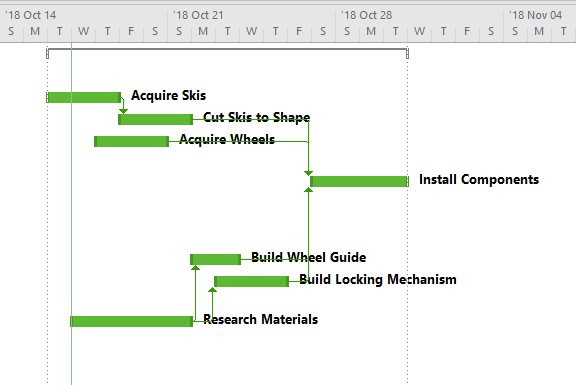 '18 Oct 14 '18 Oct 21 '18 Oct 28 '18 Nov 04
S M T W T F S S M T W T F S S M T W T F S S M T
Acquire Skis
Cut Skis to Shape
Acquire Wheels
Install Components
Build Wheel Guide
Build Locking Mechanism
Research Materials